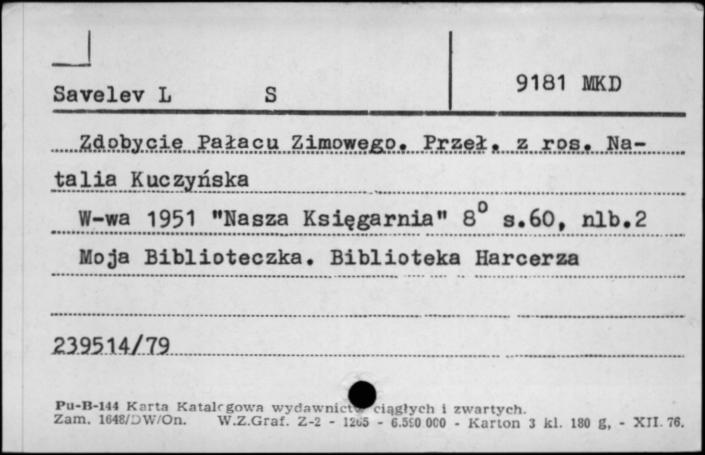 Savelev L S
9181 MKD
Zdobycie Pałacu Zimowego. Przeł. z ros. Na-
talia Kuczyńska
W-wa 1951 "Nasza Księgarnia" 8° s.60, nlb.2
Moja Biblioteczka. Biblioteka Harcerza
239514/79
Pu-B-144 Karta Katalogowa wydawnictw ciągłych i zwartych.
Zam. 1648/DW/On. W.Z.Graf. Z-2 - 1265 - 6.590 000 - Karton 3 kl. 180 g, - XII. 76.